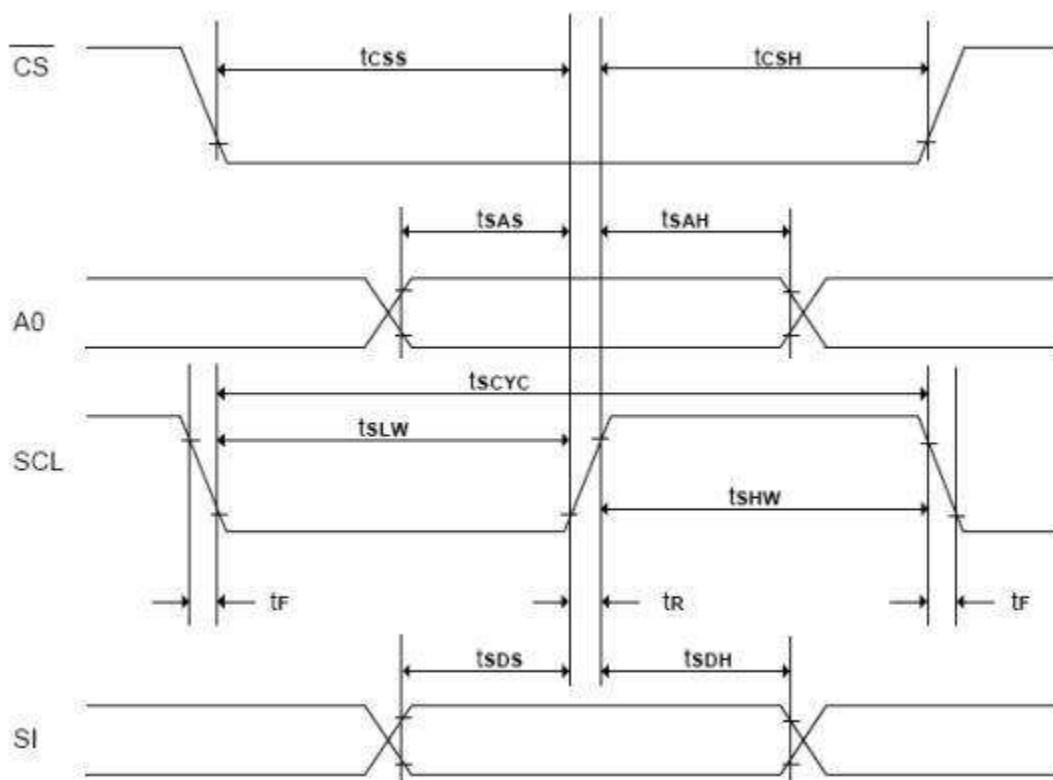 CS
tCSS
tCSH
tSAS
tSAH
A0
tSCYC
tSLW
SCL
tSHW
tF
tR
tF
tSDS
tSDH
SI